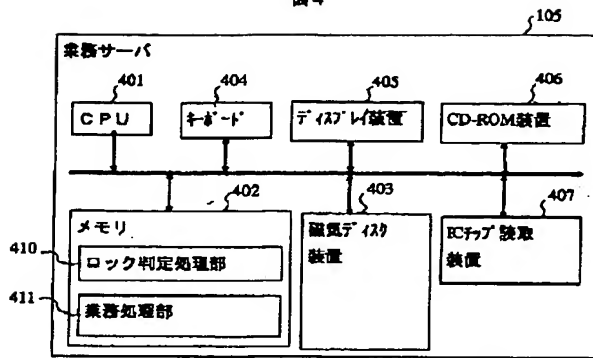 図4
105
業務サーバ
401
404
405
406
CPU
キーボード
ディスプレイ装置
CD-ROM装置
402
403
407
メモリ
磁気ディスク
装置
ICチップ読取
装置
410
ロック判定処理部
411
業務処理部